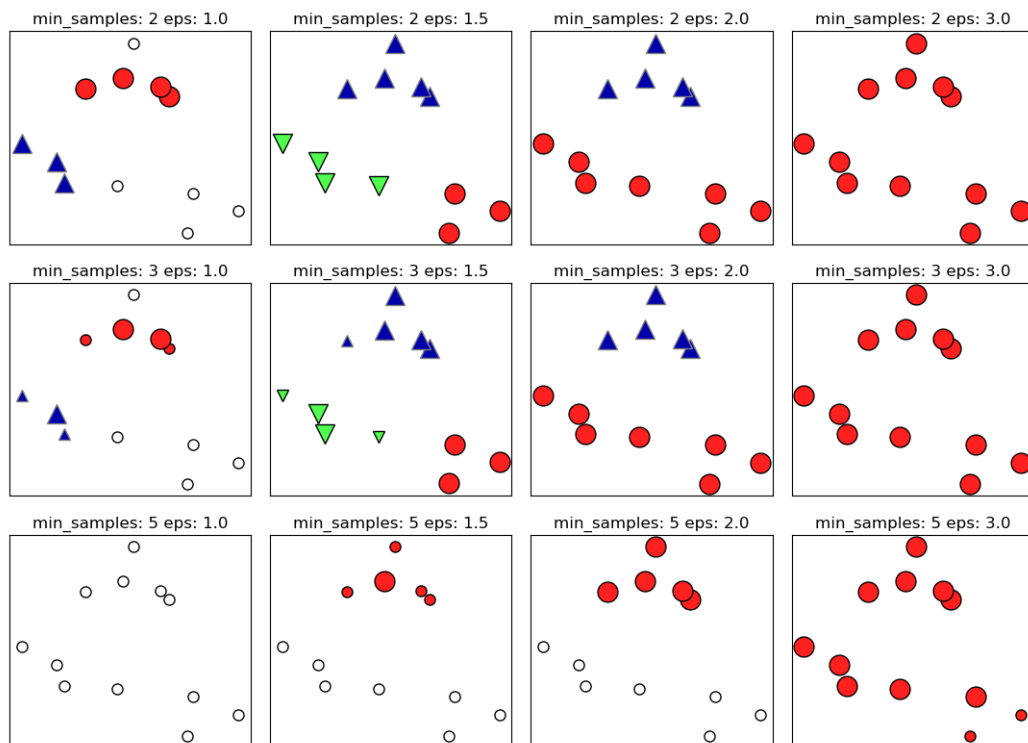 min_samples: 2 eps: 1.0
min_samples: 2 eps: 1.5
min_samples: 2 eps: 2.0
min_samples: 2 eps: 3.0
min_samples: 3 eps: 1.0
min_samples: 3 eps: 1.5
min_samples: 3 eps: 2.0
min_samples: 3 eps: 3.0
min_samples: 5 eps: 1.0
min_samples: 5 eps: 1.5
min_samples: 5 eps: 2.0
min_samples: 5 eps: 3.0